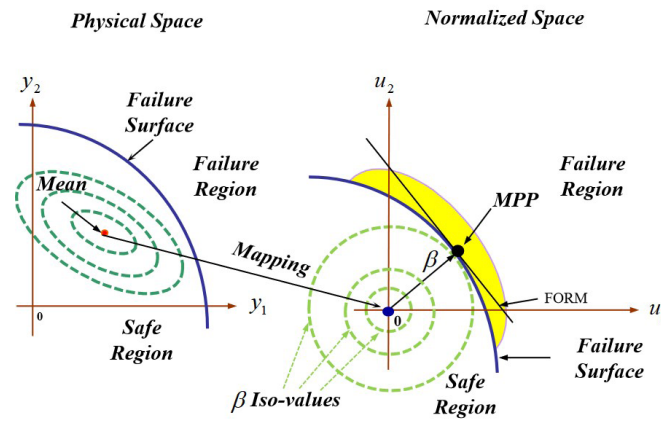 Physical Space
Normalized Space
y₂
Failure
Surface
Failure
Region
Mean
Mapping
0
y₁
Safe
Region
u₂
Failure
Region
MPP
β
FORM
0
u
β Iso-values
Safe
Region
Failure
Surface